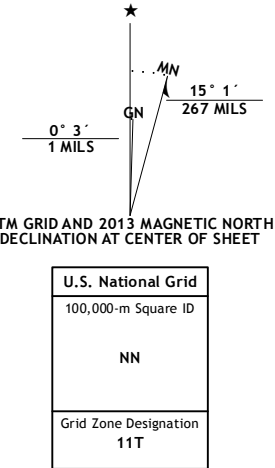 ★
MN
GN
15° 1´
267 MILS
0° 3´
1 MILS
TM GRID AND 2013 MAGNETIC NORTH
DECLINATION AT CENTER OF SHEET
U.S. National Grid
100,000-m Square ID
NN
Grid Zone Designation
11T